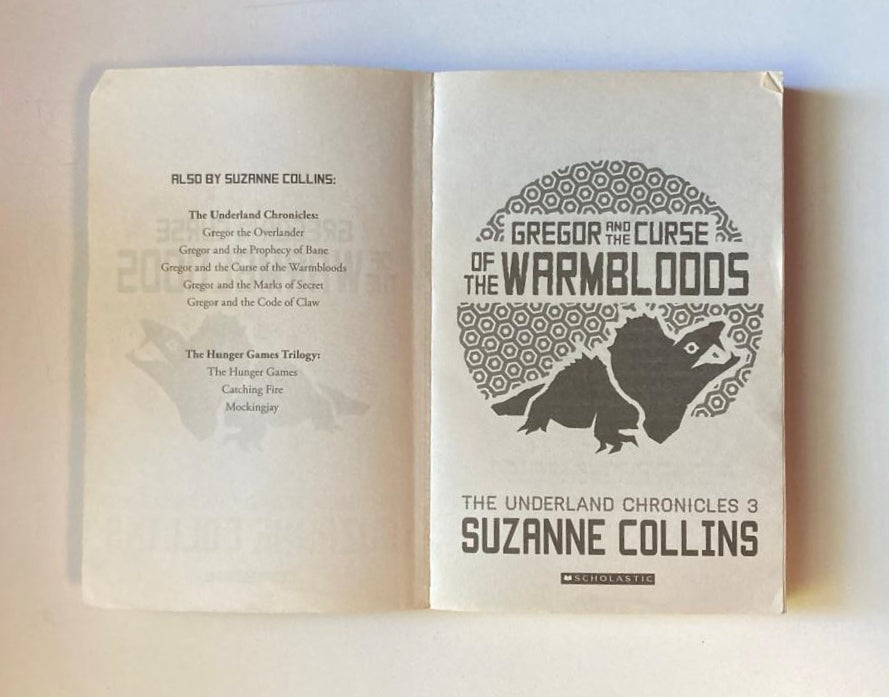 ALSO BY SUZANNE COLLINS:
The Underland Chronicles:
Gregor the Overlander
Gregor and the Prophecy of Bane
Gregor and the Curse of the Warmbloods
Gregor and the Marks of Secret
Gregor and the Code of Claw
The Hunger Games Trilogy:
The Hunger Games
Catching Fire
Mockingjay
GREGOR AND THE CURSE
OF THE WARMBLOODS
THE UNDERLAND CHRONICLES 3
SUZANNE COLLINS
SCHOLASTIC